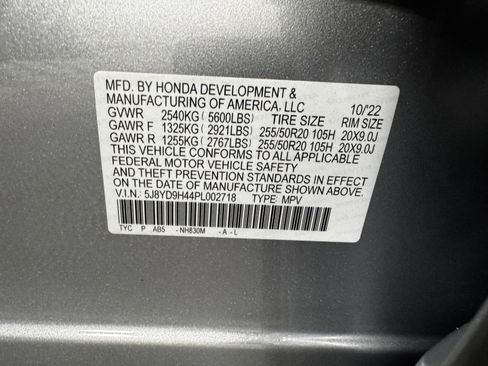 MFD. BY HONDA DEVELOPMENT &
MANUFACTURING OF AMERICA, LLC 10/22
GVWR 2540KG (5600LBS) TIRE SIZE RIM SIZE
GAWR F 1325KG (2921LBS) 255/50R20 105H 20X9.0J
GAWR R 1255KG (2767LBS) 255/50R20 105H 20X9.0J
THIS VEHICLE CONFORMS TO ALL APPLICABLE
FEDERAL MOTOR VEHICLE SAFETY
AND THEFT PREVENTION STANDARDS IN EFFECT
ON THE DATE OF MANUFACTURE SHOWN ABOVE.
V.I.N.: 5J8YD9H44PL002718 TYPE: MPV
TYC P AB5 -NH830M -A -L